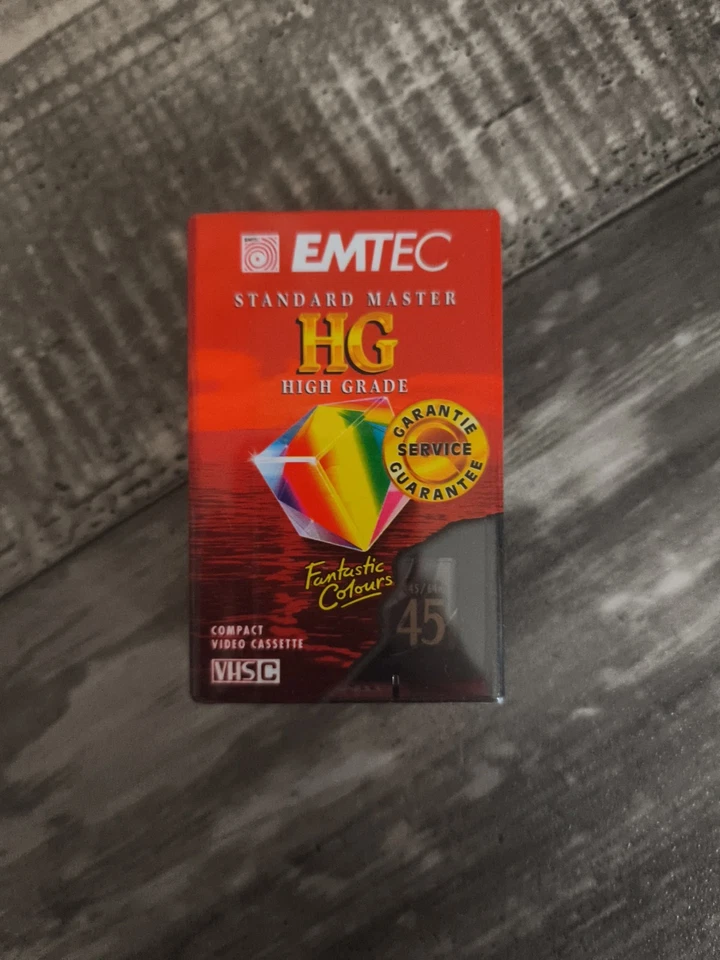 EMTEC
STANDARD MASTER
HG
HIGH GRADE
GARANTIE
SERVICE
GUARANTEE
Fantastic
Colours
45
COMPACT
VIDEO CASSETTE
VHS C